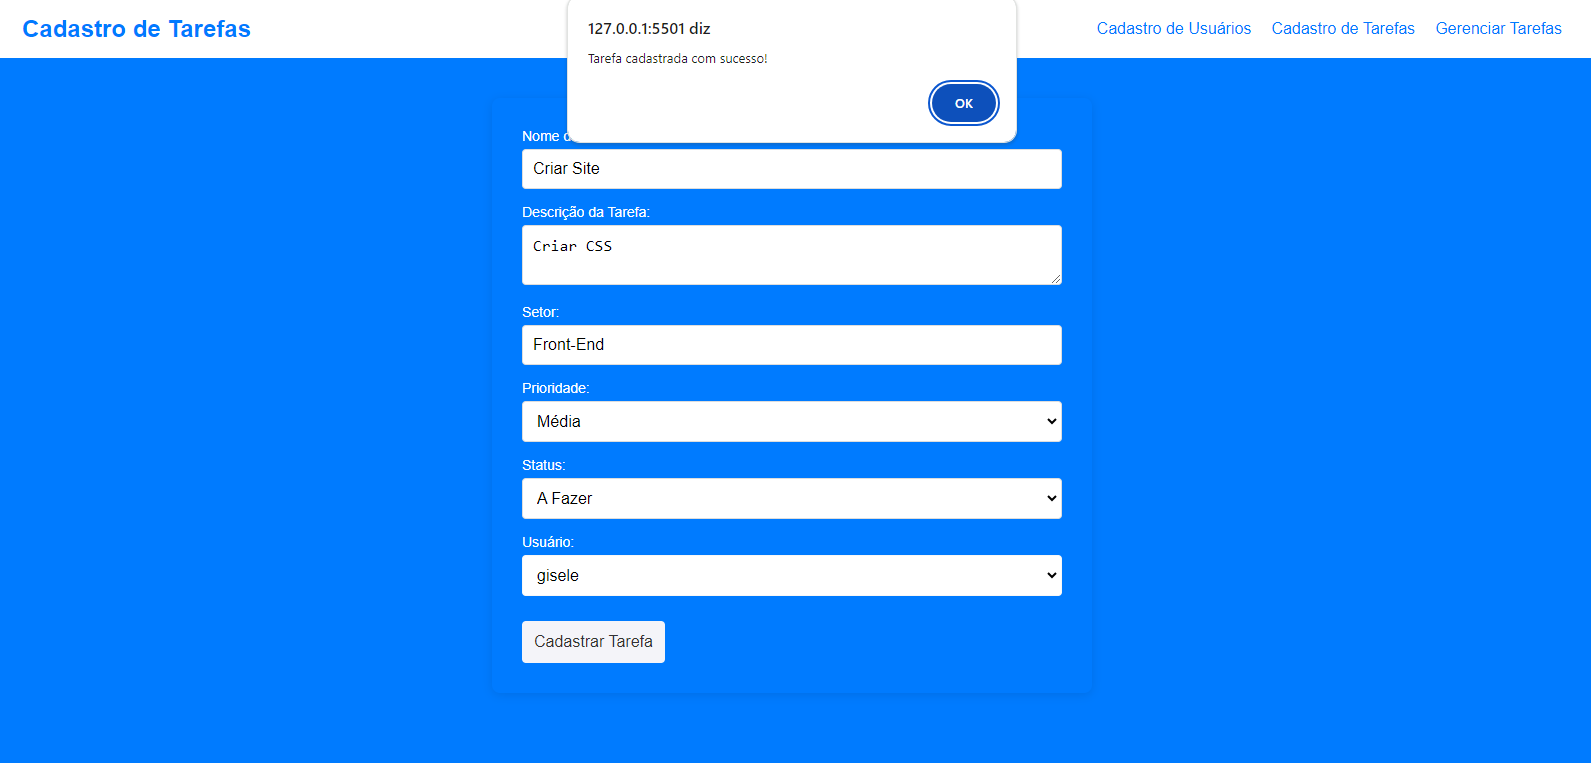 Cadastro de Tarefas
127.0.0.1:5501 diz
Tarefa cadastrada com sucesso!
OK
Cadastro de Usuários
Cadastro de Tarefas
Gerenciar Tarefas
Nome
Criar Site
Descrição da Tarefa:
Criar CSS
Setor:
Front-End
Prioridade:
Média
Status:
A Fazer
Usuário:
gisele
Cadastrar Tarefa